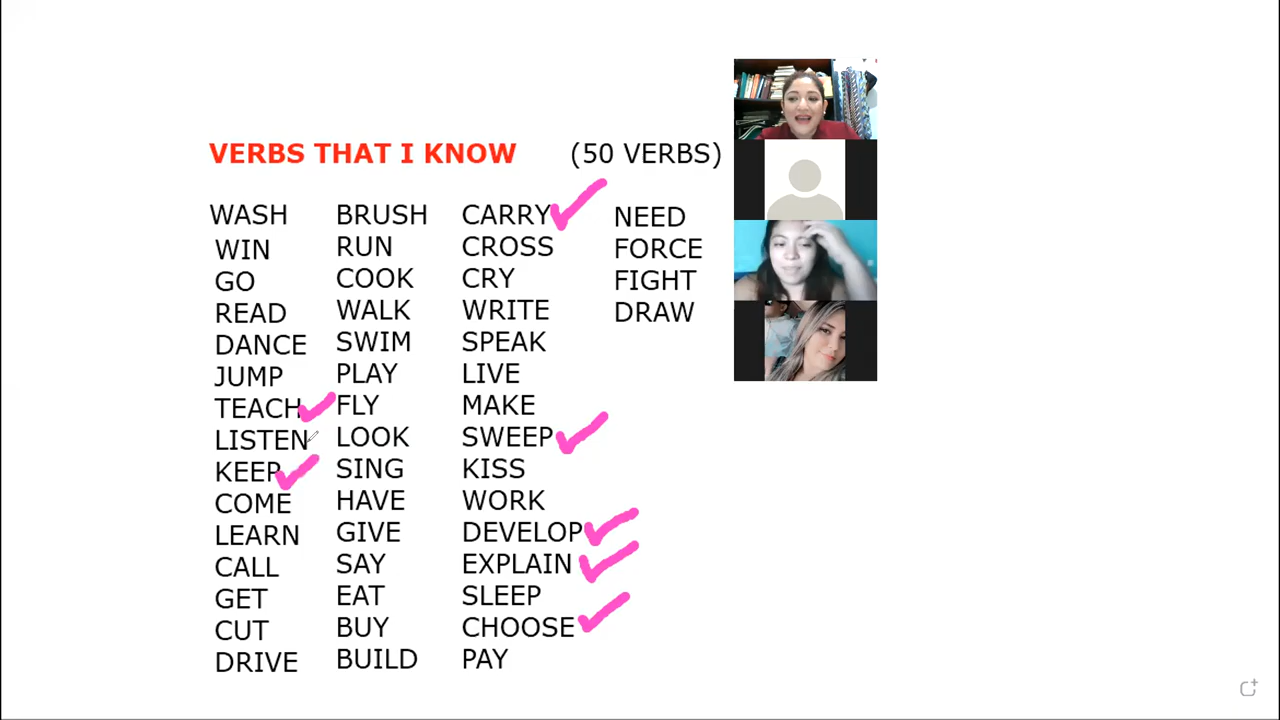 VERBS THAT I KNOW (50 VERBS)
WASH
WIN
GO
READ
DANCE
JUMP
TEACH
LISTEN
KEEP
COME
LEARN
CALL
GET
CUT
DRIVE
BRUSH
RUN
COOK
WALK
SWIM
PLAY
FLY
LOOK
SING
HAVE
GIVE
SAY
EAT
BUY
BUILD
CARRY
CROSS
CRY
WRITE
SPEAK
LIVE
MAKE
SWEEP
KISS
WORK
DEVELOP
EXPLAIN
SLEEP
CHOOSE
PAY
NEED
FORCE
FIGHT
DRAW